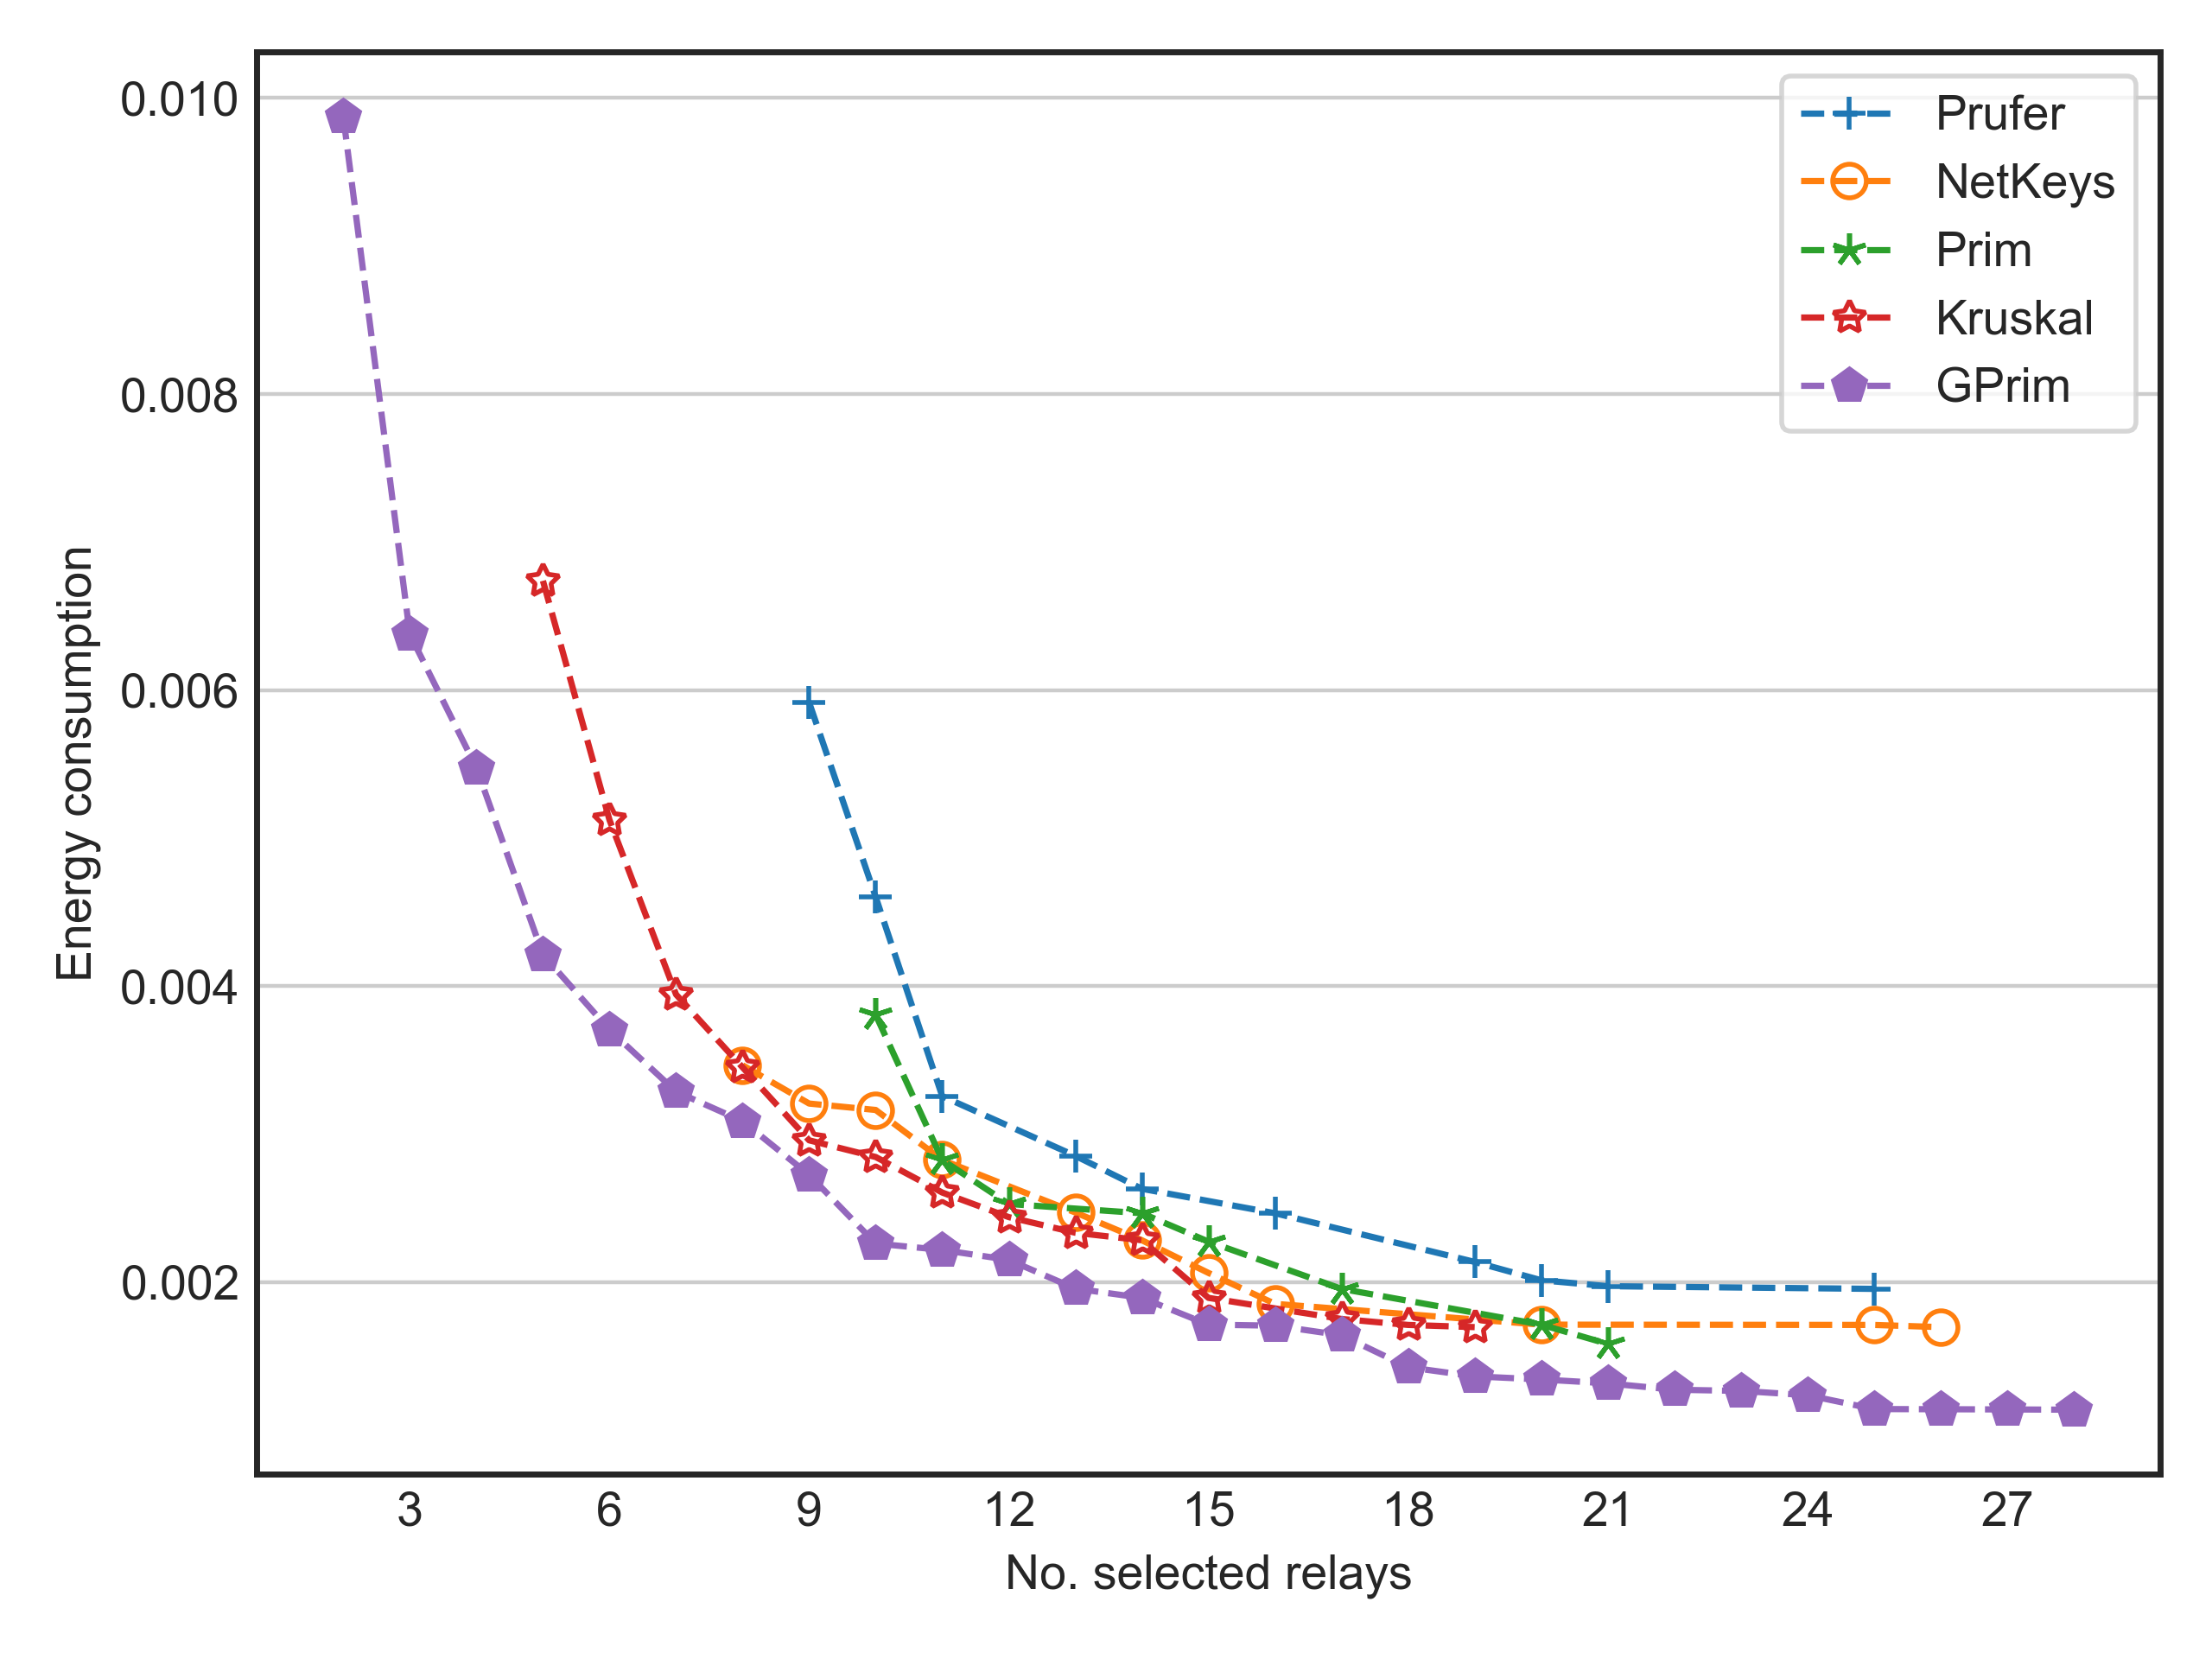 Energy consumption
0.010
0.008
0.006
0.004
0.002
3 6 9 12 15 18 21 24 27
No. selected relays
Prufer
NetKeys
Prim
Kruskal
GPrim